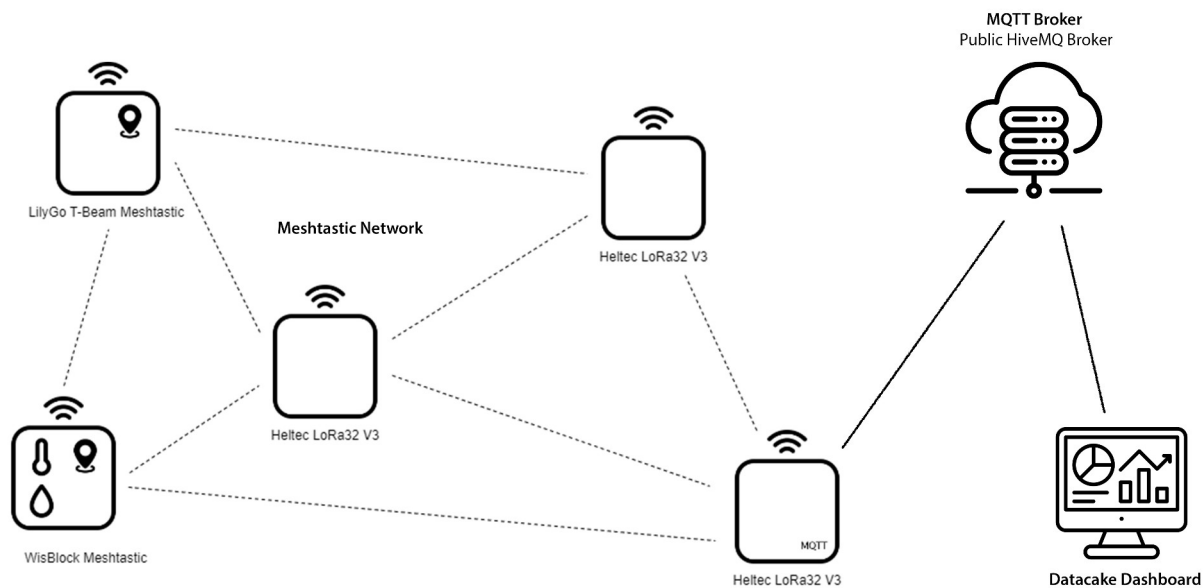 MQTT Broker
Public HiveMQ Broker
LilyGo T-Beam Meshtastic
Meshtastic Network
Heltec LoRa32 V3
Heltec LoRa32 V3
WisBlock Meshtastic
MQTT
Heltec LoRa32 V3
Datacake Dashboard